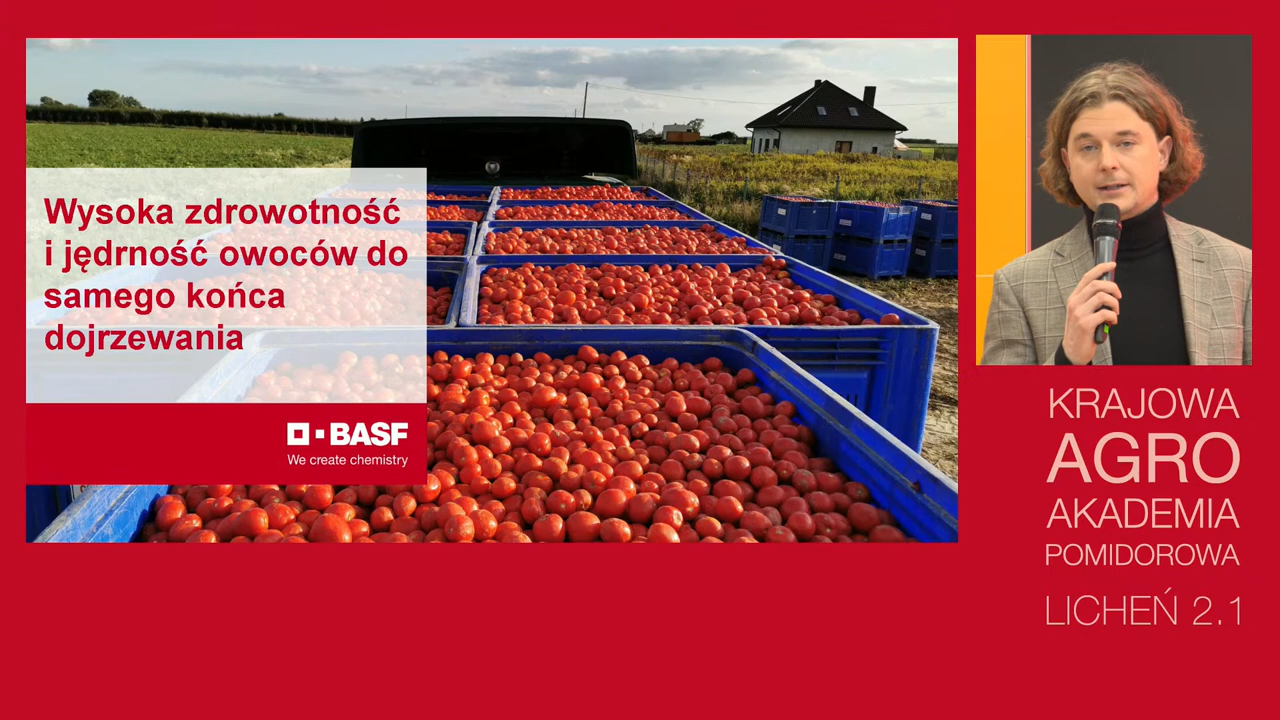 Wysoka zdrowotność
i jędrność owoców do
samego końca
dojrzewania
BASF
We create chemistry
KRAJOWA
AGRO
AKADEMIA
POMIDOROWA
LICHEŃ 2.1